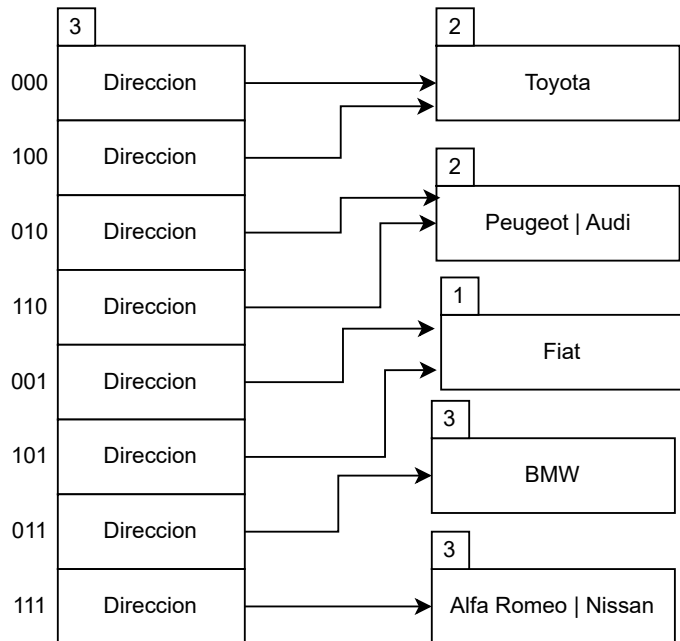 3
2
000
Direccion
Toyota
100
Direccion
2
010
Direccion
Peugeot | Audi
110
Direccion
1
001
Direccion
Fiat
3
101
Direccion
BMW
011
Direccion
3
111
Direccion
Alfa Romeo | Nissan